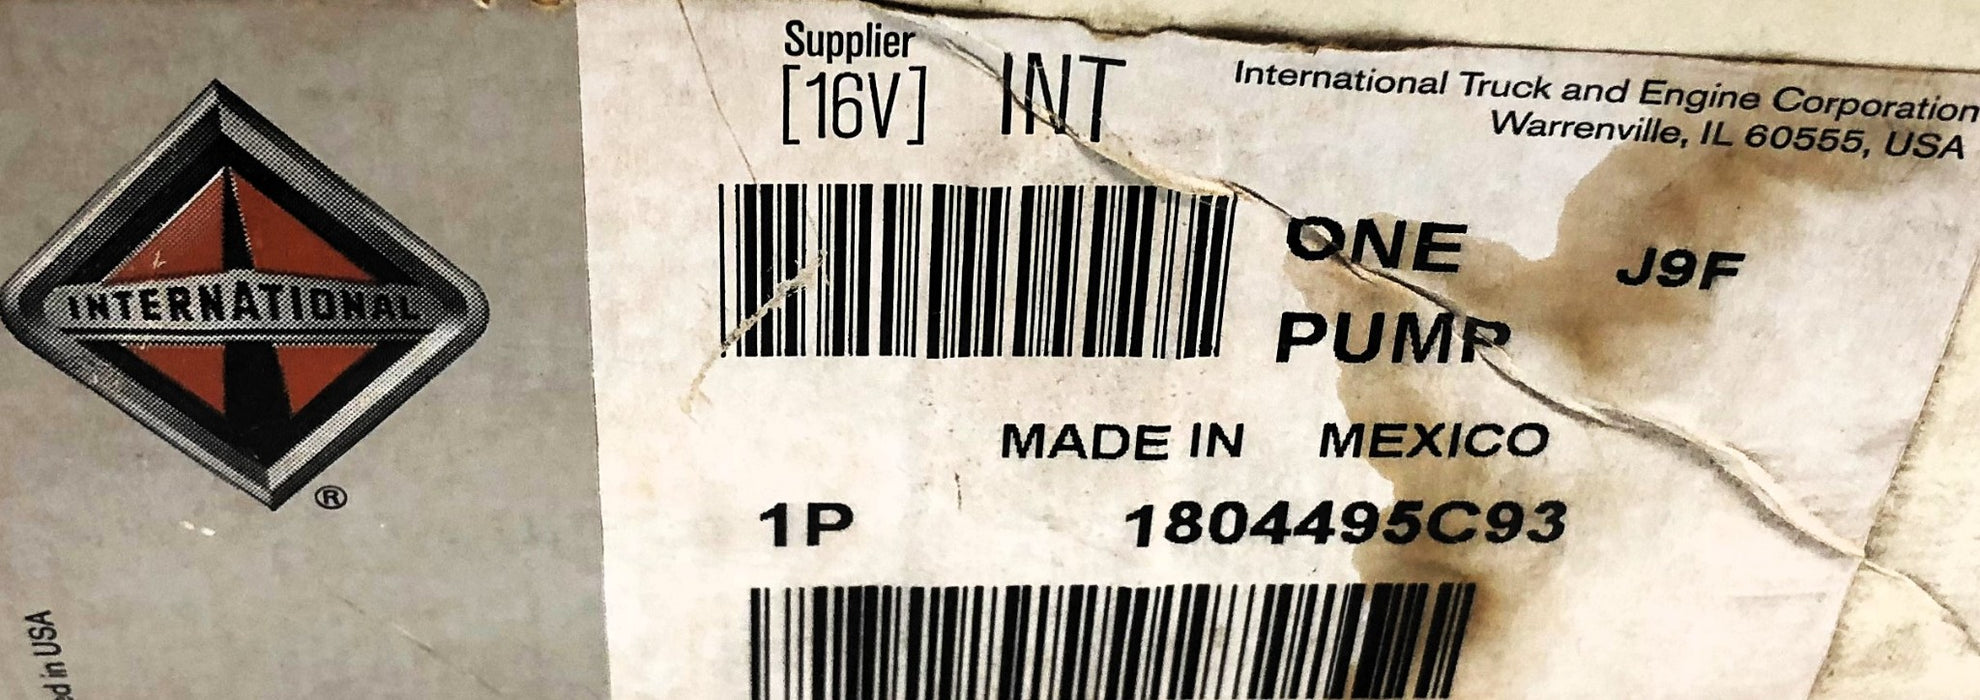 INTERNATIONAL
®
in USA
Supplier
[16V] INT
International Truck and Engine Corporation
Warrenville, IL 60555, USA
ONE J9F
PUMP
MADE IN MEXICO
1P 1804495C93